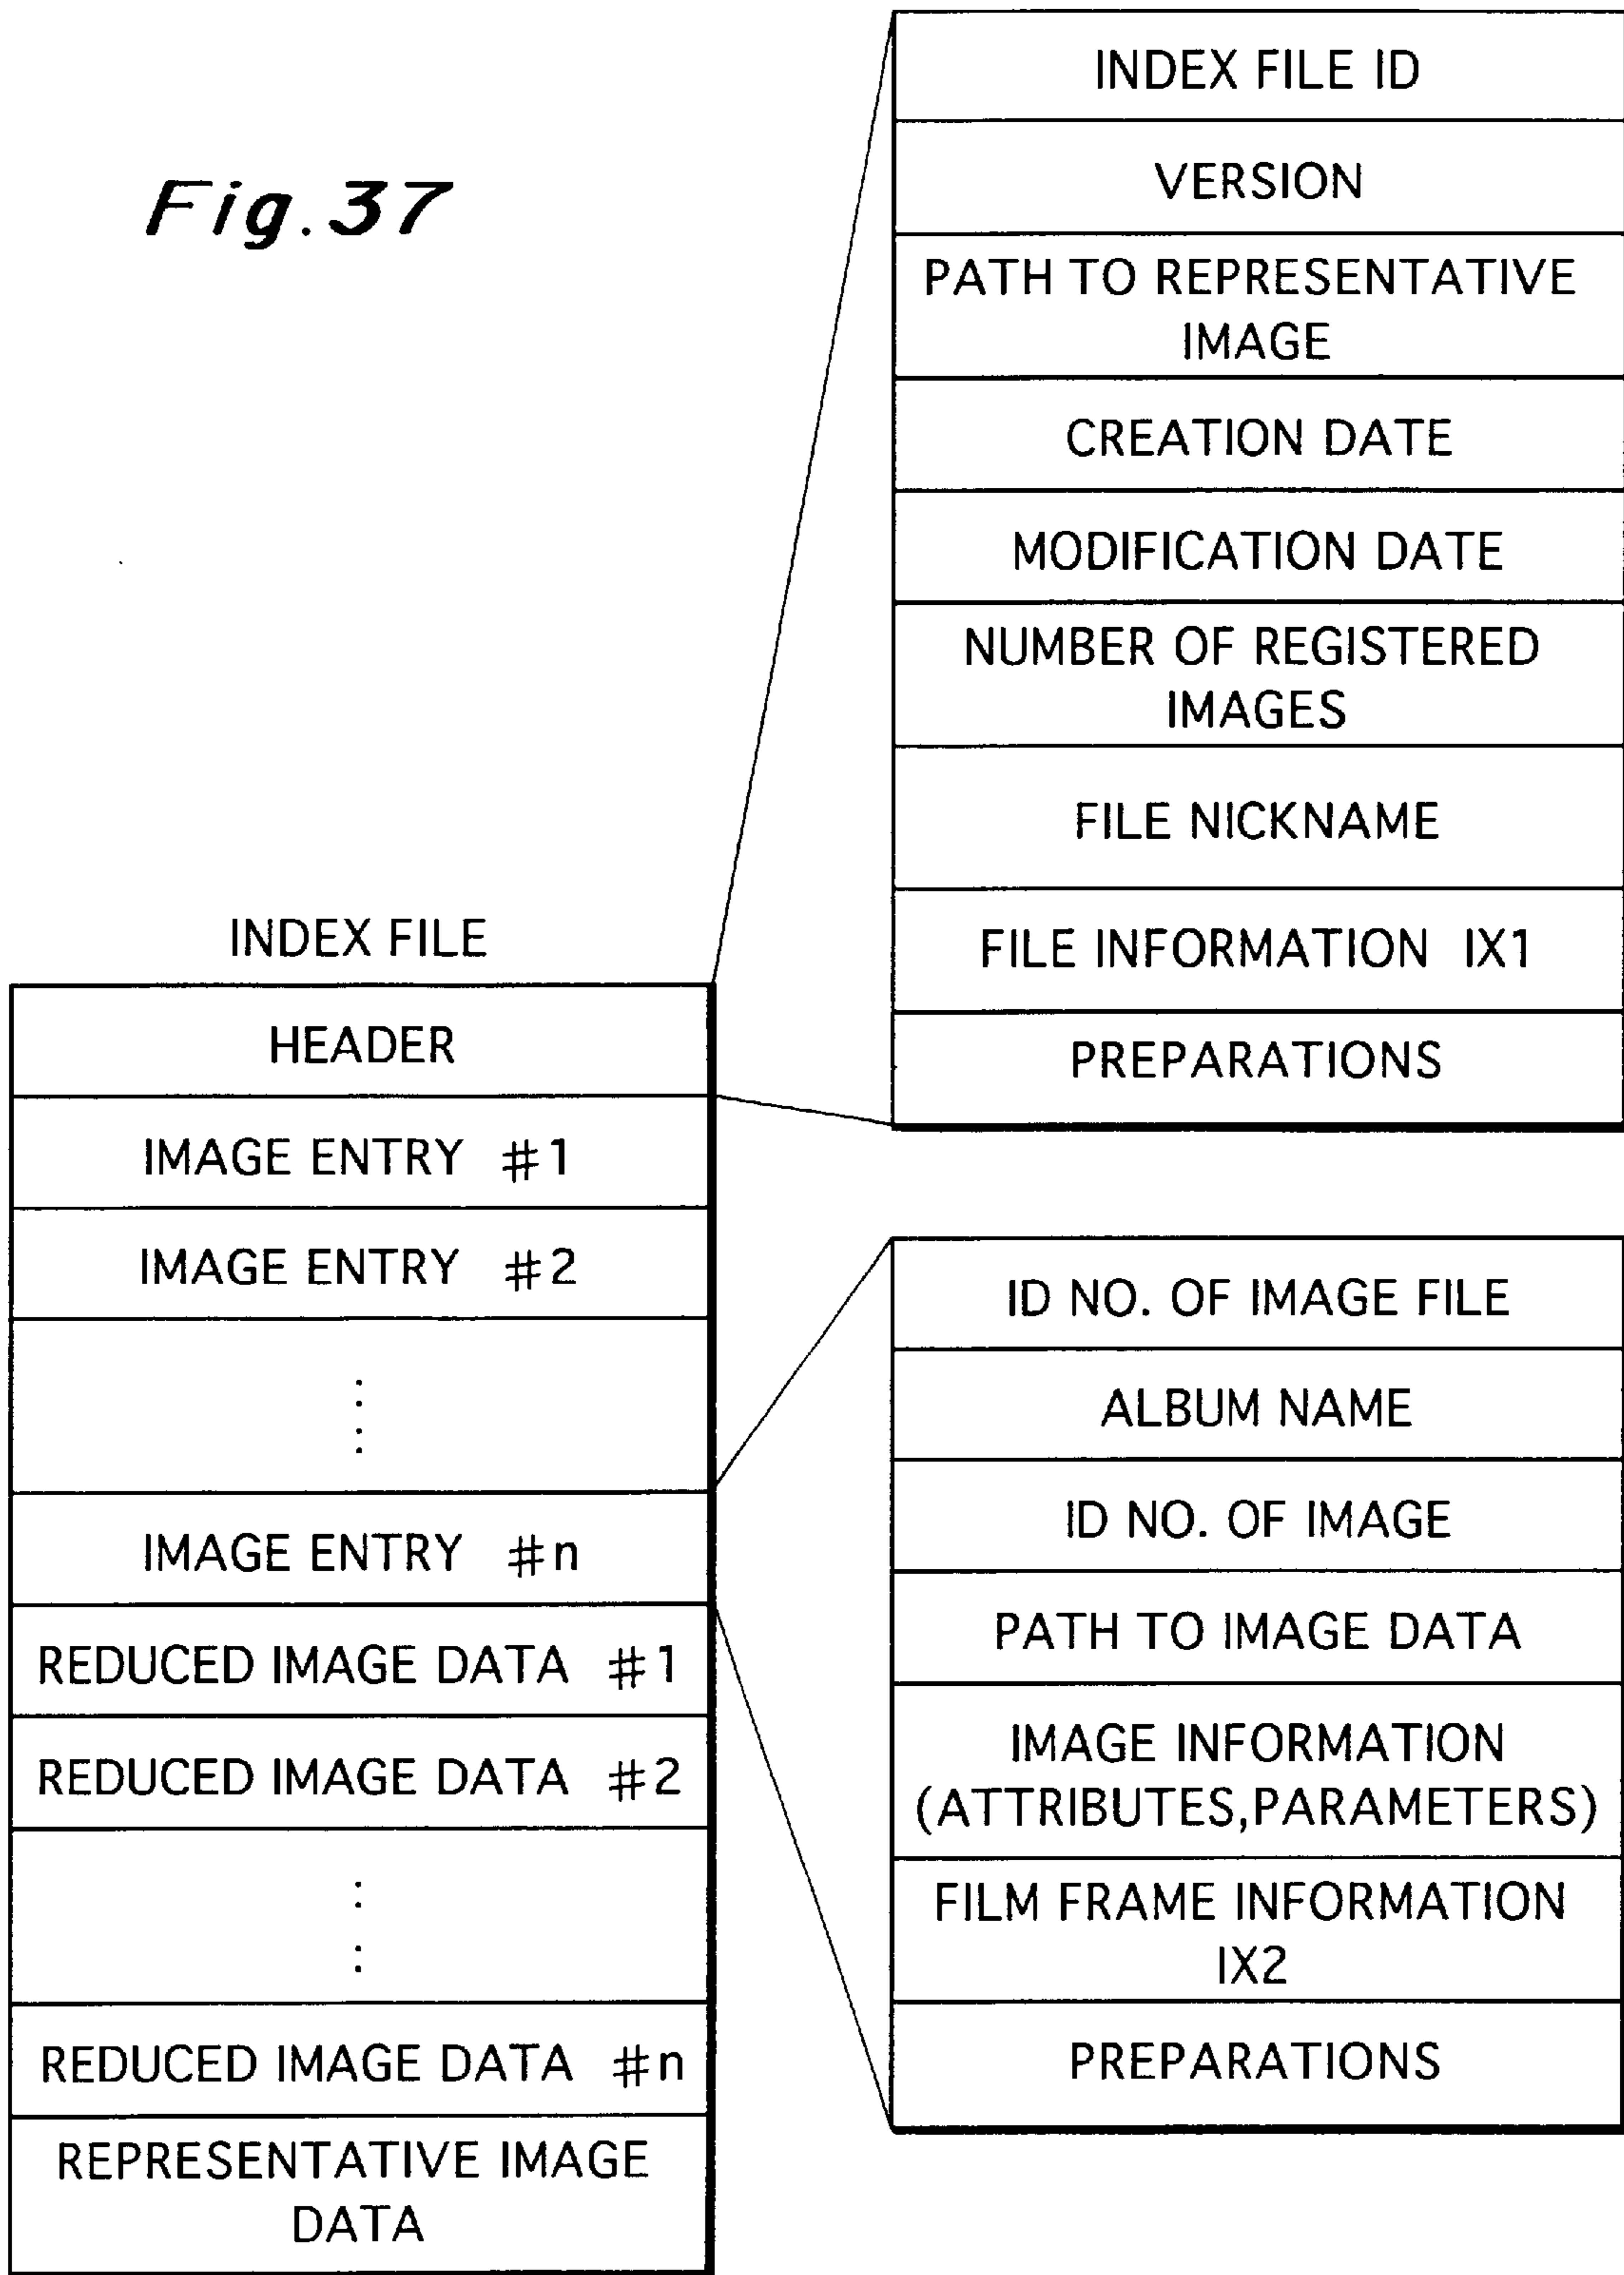 Fig.37
INDEX FILE
HEADER
IMAGE ENTRY #1
IMAGE ENTRY #2
IMAGE ENTRY #n
REDUCED IMAGE DATA #1
REDUCED IMAGE DATA #2
REDUCED IMAGE DATA #n
REPRESENTATIVE IMAGE
DATA
INDEX FILE ID
VERSION
PATH TO REPRESENTATIVE
IMAGE
CREATION DATE
MODIFICATION DATE
NUMBER OF REGISTERED
IMAGES
FILE NICKNAME
FILE INFORMATION IX1
PREPARATIONS
ID NO. OF IMAGE FILE
ALBUM NAME
ID NO. OF IMAGE
PATH TO IMAGE DATA
IMAGE INFORMATION
(ATTRIBUTES,PARAMETERS)
FILM FRAME INFORMATION
IX2
PREPARATIONS